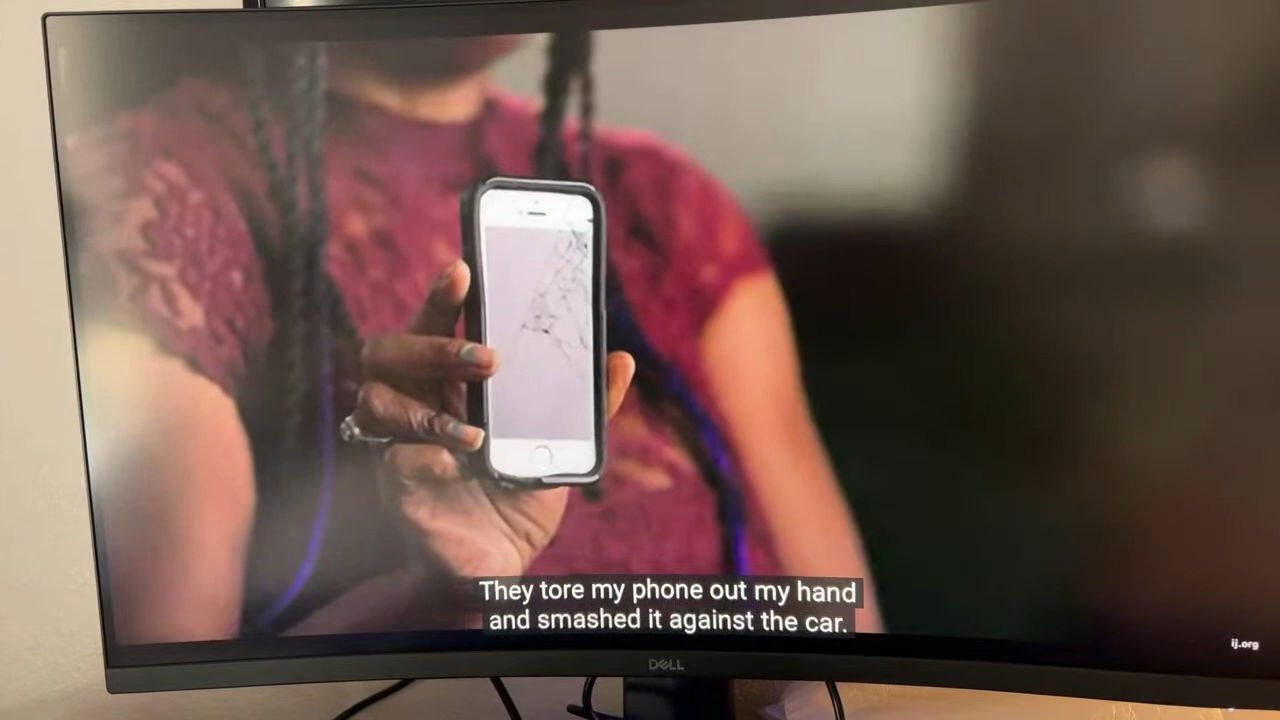 They tore my phone out my hand
and smashed it against the car.
ij.org
DELL